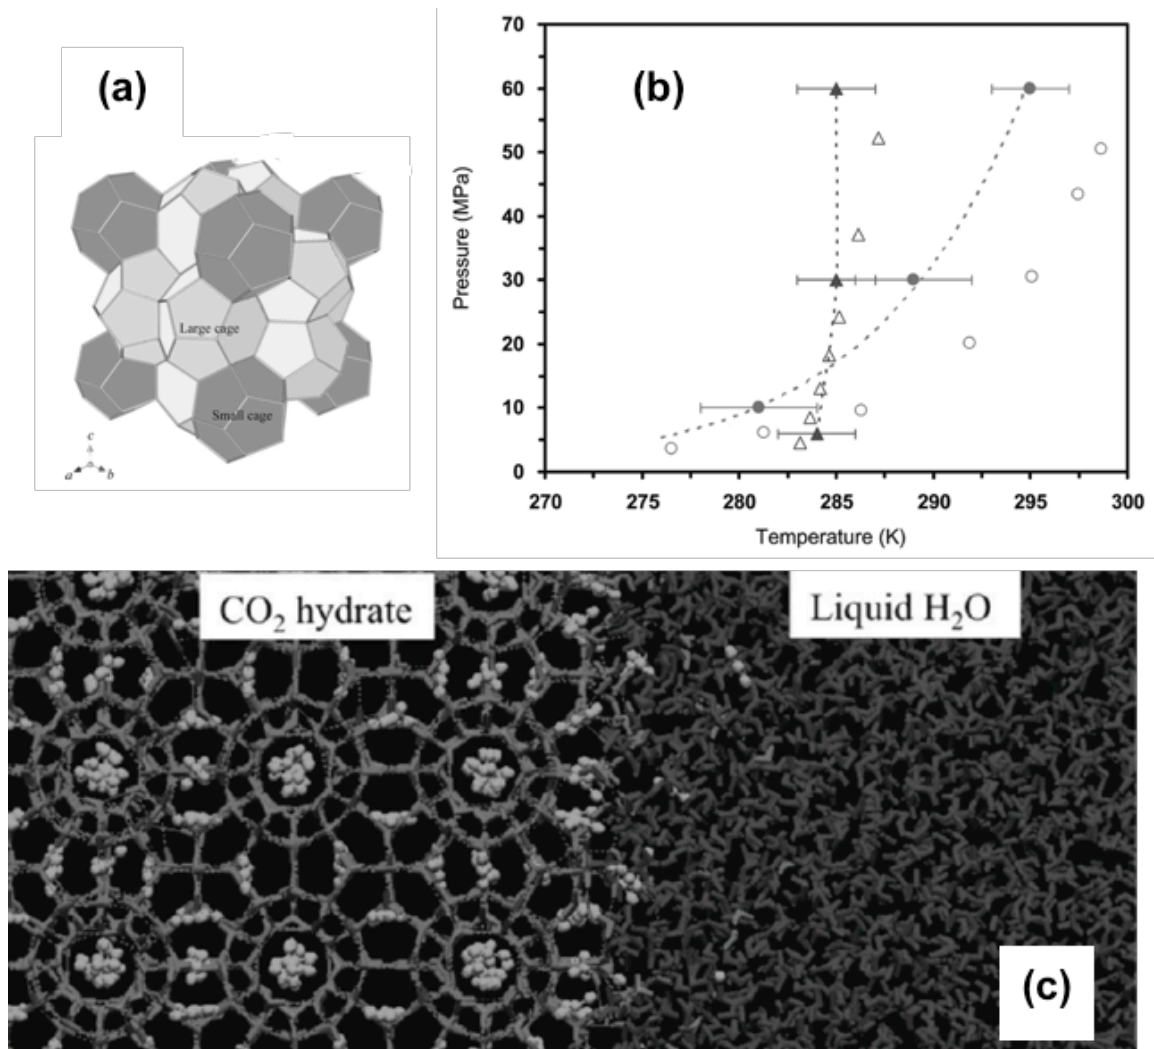 (a)
Large cage
Small cage
c
a
b
(b)
Pressure (MPa)
70
60
50
40
30
20
10
0
270 275 280 285 290 295 300
Temperature (K)
CO₂ hydrate
Liquid H₂O
(c)